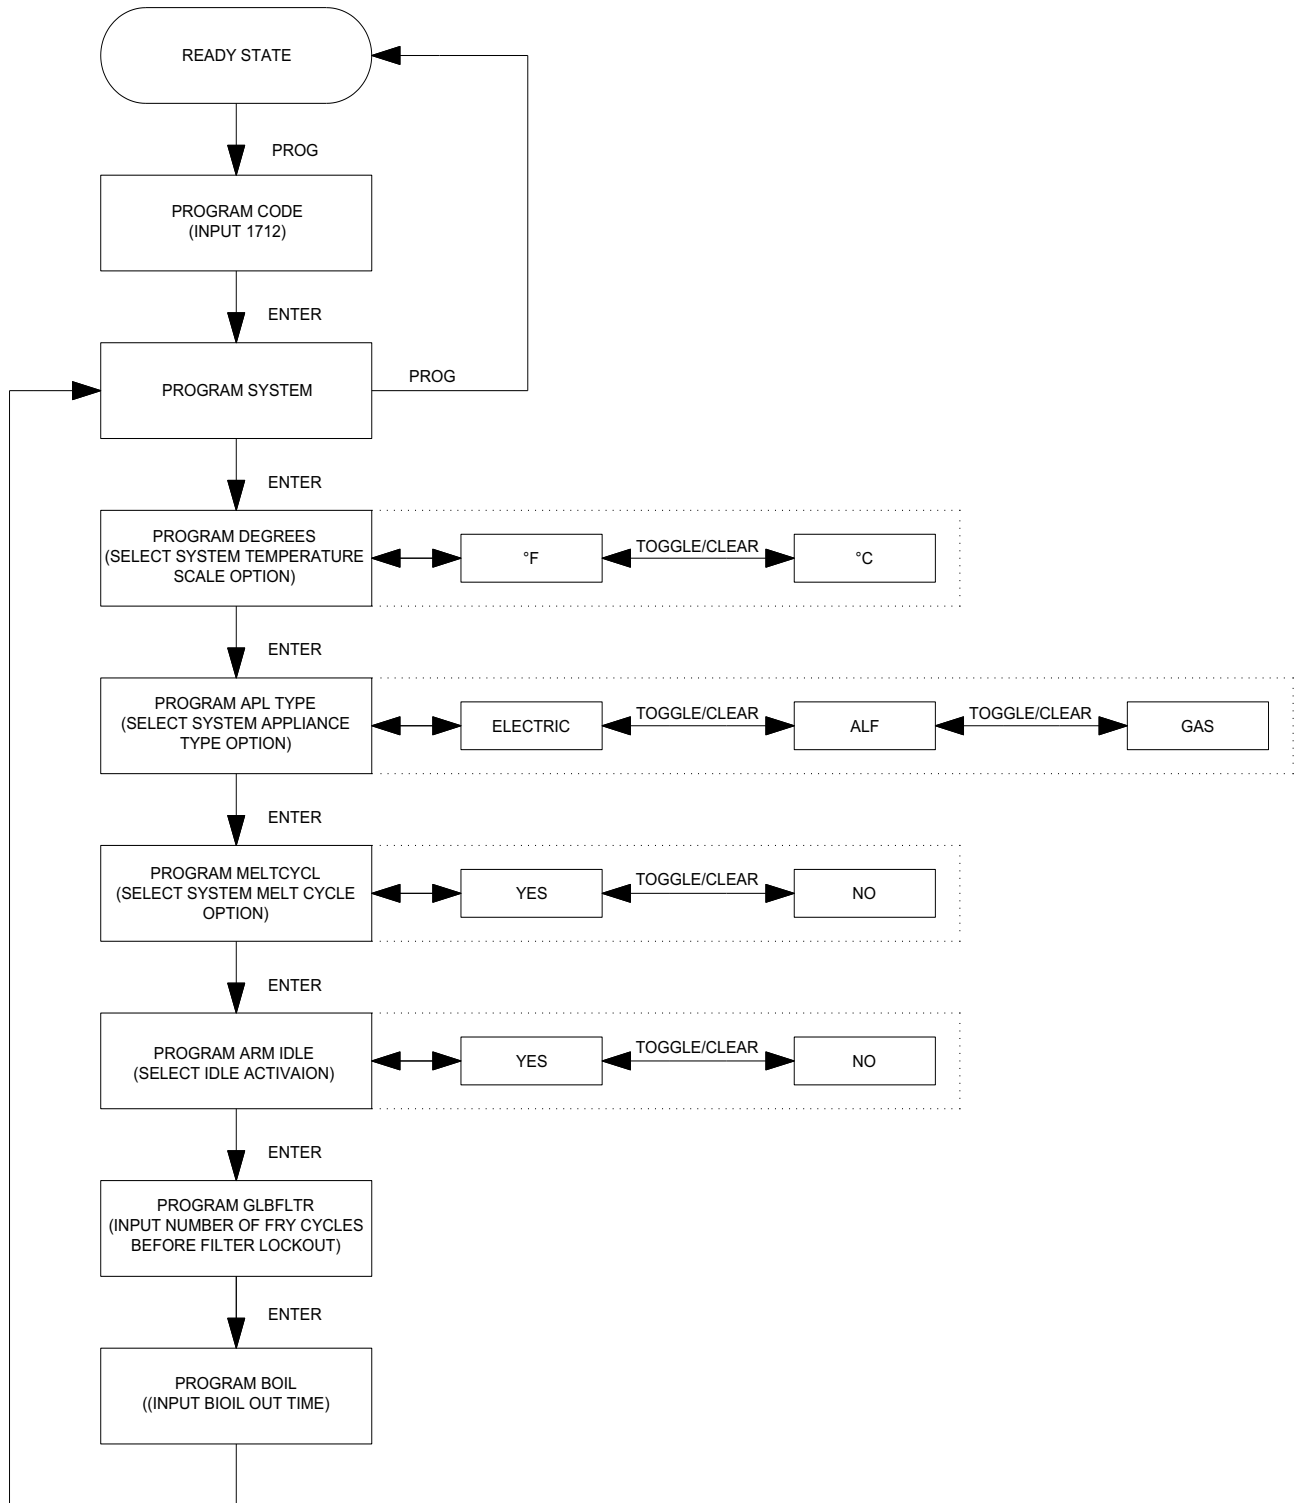 READY STATE
PROG
PROGRAM CODE
(INPUT 1712)
ENTER
PROGRAM SYSTEM
PROG
ENTER
PROGRAM DEGREES
(SELECT SYSTEM TEMPERATURE
SCALE OPTION)
°F
TOGGLE/CLEAR
°C
ENTER
PROGRAM APL TYPE
(SELECT SYSTEM APPLIANCE
TYPE OPTION)
ELECTRIC
TOGGLE/CLEAR
ALF
TOGGLE/CLEAR
GAS
ENTER
PROGRAM MELTCYCL
(SELECT SYSTEM MELT CYCLE
OPTION)
YES
TOGGLE/CLEAR
NO
ENTER
PROGRAM ARM IDLE
(SELECT IDLE ACTIVAION)
YES
TOGGLE/CLEAR
NO
ENTER
PROGRAM GLBFLTR
(INPUT NUMBER OF FRY CYCLES
BEFORE FILTER LOCKOUT)
ENTER
PROGRAM BOIL
((INPUT BIOIL OUT TIME)